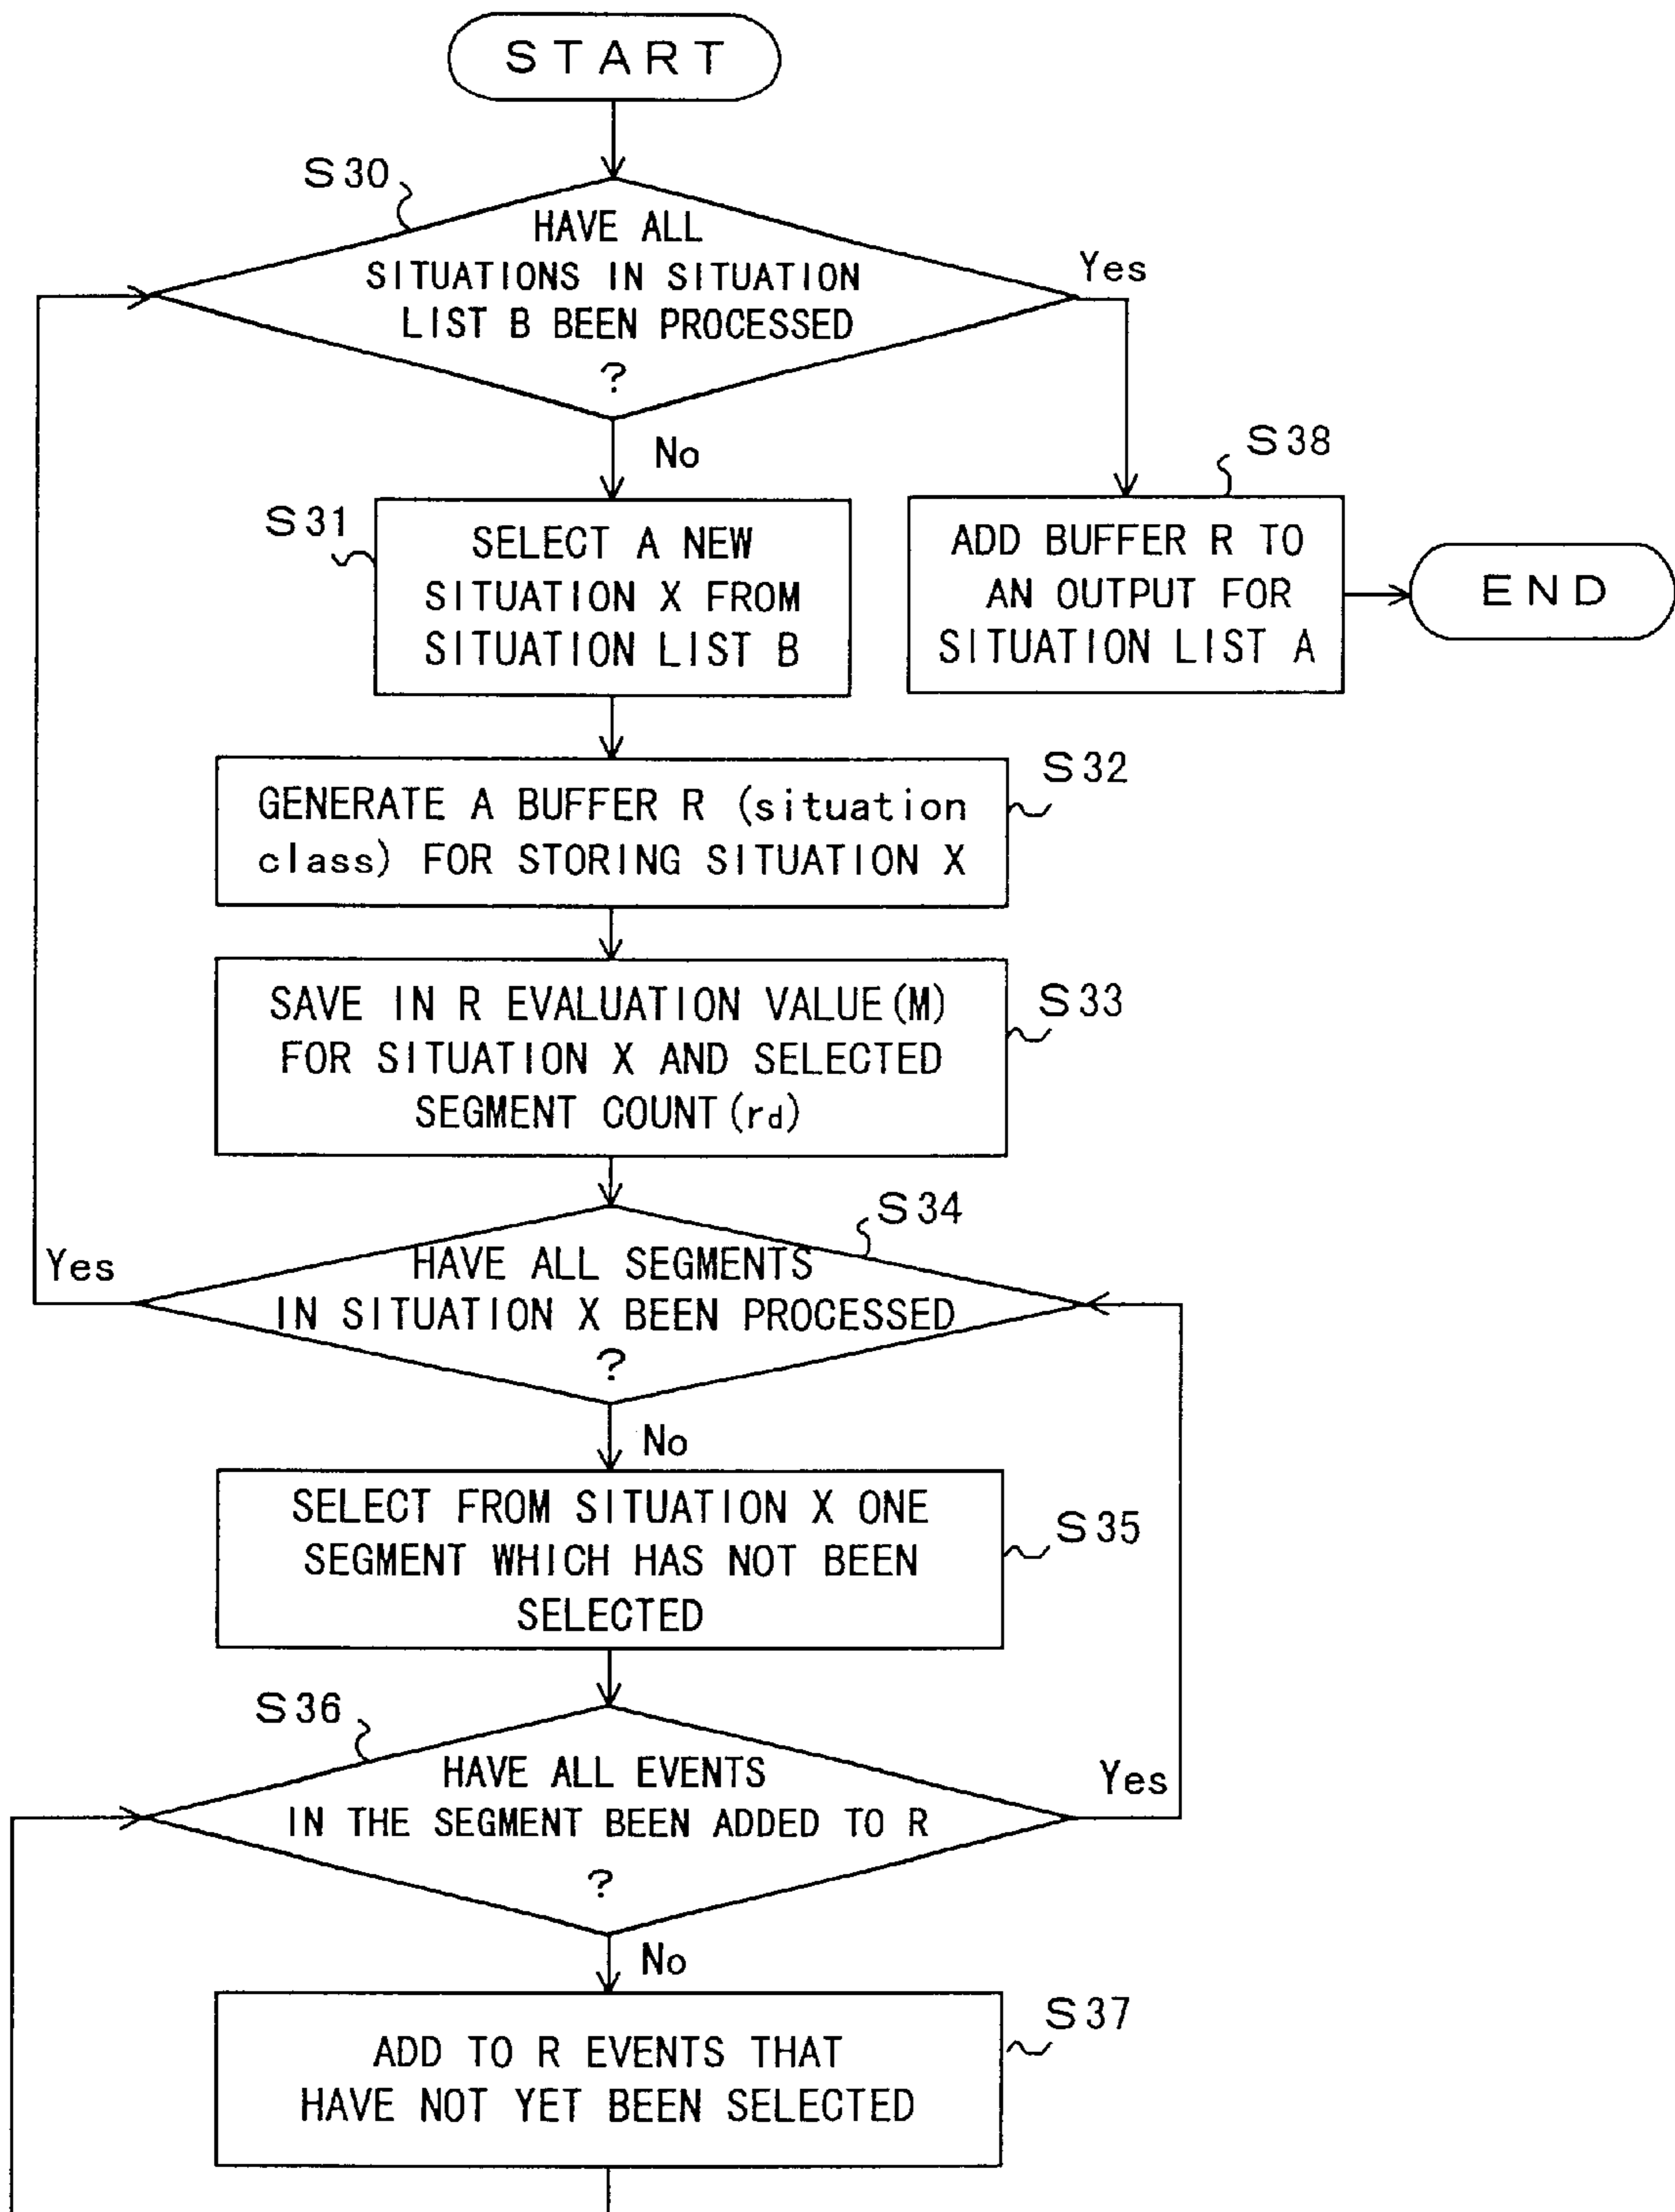 START
S30
HAVE ALL
SITUATIONS IN SITUATION
LIST B BEEN PROCESSED
?
Yes
No
S38
S31
SELECT A NEW
SITUATION X FROM
SITUATION LIST B
ADD BUFFER R TO
AN OUTPUT FOR
SITUATION LIST A
END
S32
GENERATE A BUFFER R (situation
class) FOR STORING SITUATION X
S33
SAVE IN R EVALUATION VALUE(M)
FOR SITUATION X AND SELECTED
SEGMENT COUNT(rd)
S34
Yes
HAVE ALL SEGMENTS
IN SITUATION X BEEN PROCESSED
?
No
SELECT FROM SITUATION X ONE
SEGMENT WHICH HAS NOT BEEN
SELECTED
S35
S36
HAVE ALL EVENTS
IN THE SEGMENT BEEN ADDED TO R
?
Yes
No
S37
ADD TO R EVENTS THAT
HAVE NOT YET BEEN SELECTED